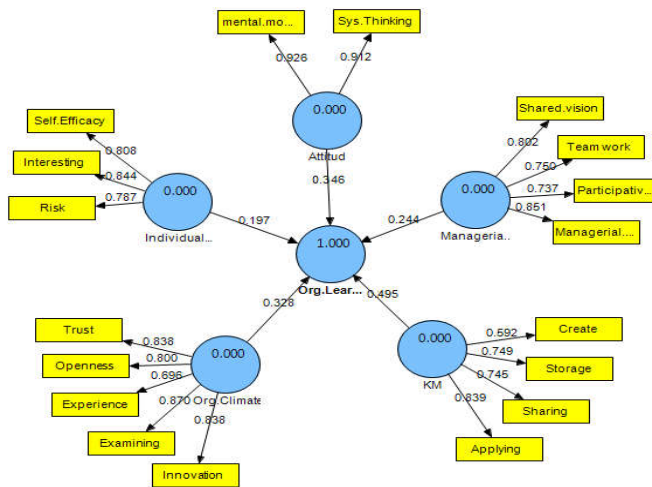 mental.mo...
Sys.Thinking
0.926
0.912
0.000
Attitud
0.346
Self.Efficacy
Interesting
Risk
0.808
0.844
0.787
0.000
Individual...
0.197
Shared.vision
Team work
Participativ...
Managerial....
0.802
0.750
0.737
0.851
0.000
Manageria..
0.244
1.000
Org.Lear...
0.328
0.495
Trust
Openness
Experience
Examining
Innovation
0.838
0.800
0.696
0.870
0.838
0.000
Org.Climate
0.000
KM
Create
Storage
Sharing
Applying
0.592
0.749
0.745
0.839